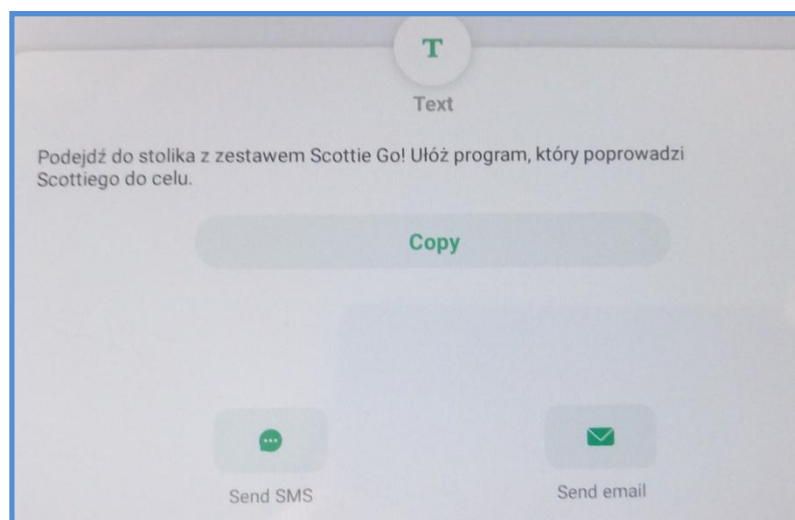 T
Text
Podejdź do stolika z zestawem Scottie Go! Ułóż program, który poprowadzi
Scottiego do celu.
Copy
Send SMS
Send email